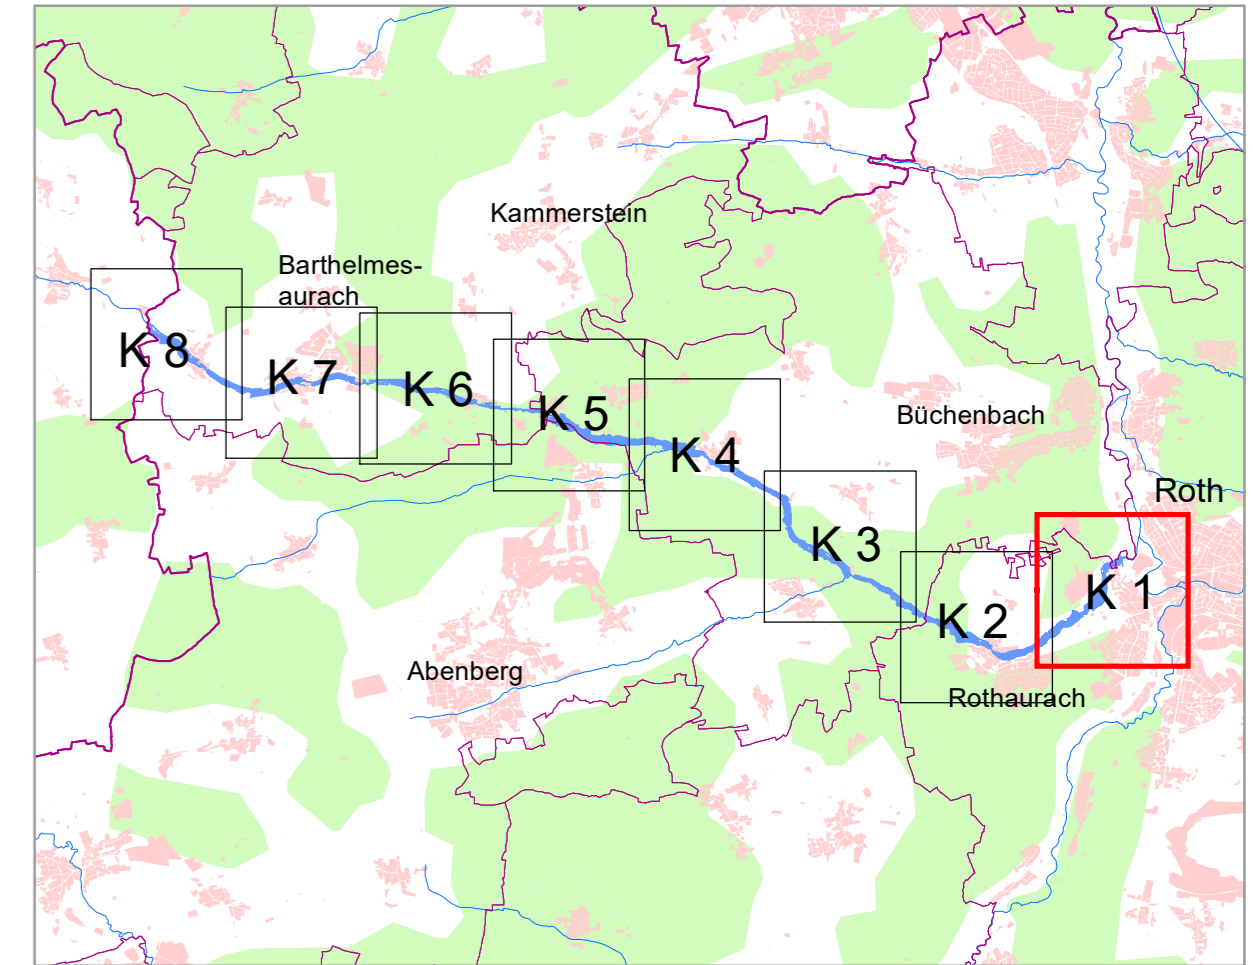 Kammerstein
Barthelmes-
aurach
K 8
K 7
K 6
K 5
K 4
Büchenbach
Roth
K 3
K 1
K 2
Abenberg
Rothaurach